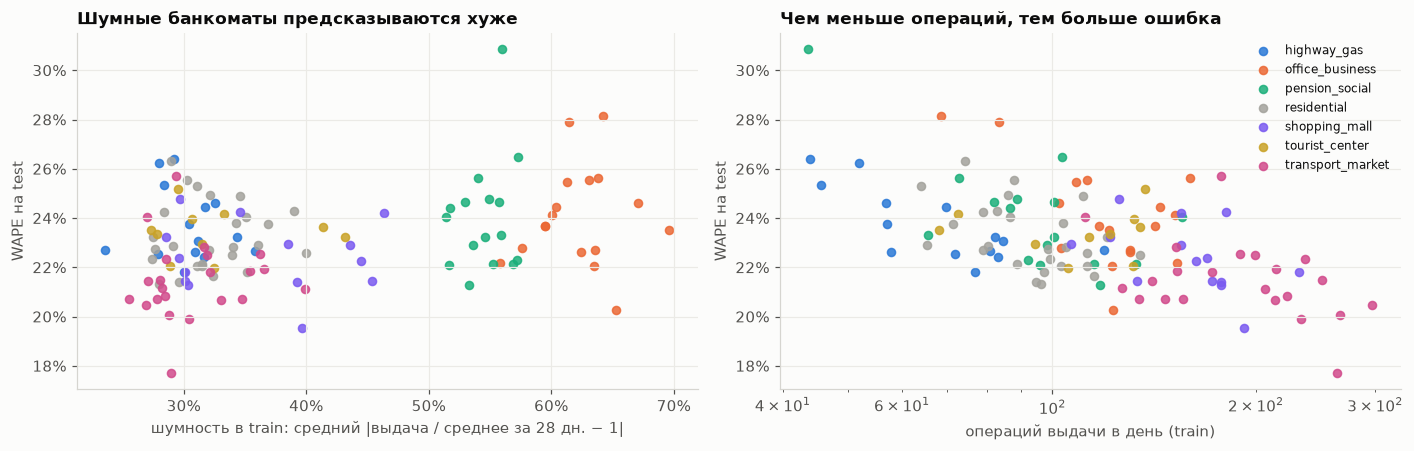 Шумные банкоматы предсказываются хуже
WAPE на test
30%
28%
26%
24%
22%
20%
18%
30%
40%
50%
60%
70%
шумность в train: средний |выдача / среднее за 28 дн. − 1|
Чем меньше операций, тем больше ошибка
WAPE на test
30%
28%
26%
24%
22%
20%
18%
highway_gas
office_business
pension_social
residential
shopping_mall
tourist_center
transport_market
4 × 10¹
6 × 10¹
10²
2 × 10²
3 × 10²
операций выдачи в день (train)